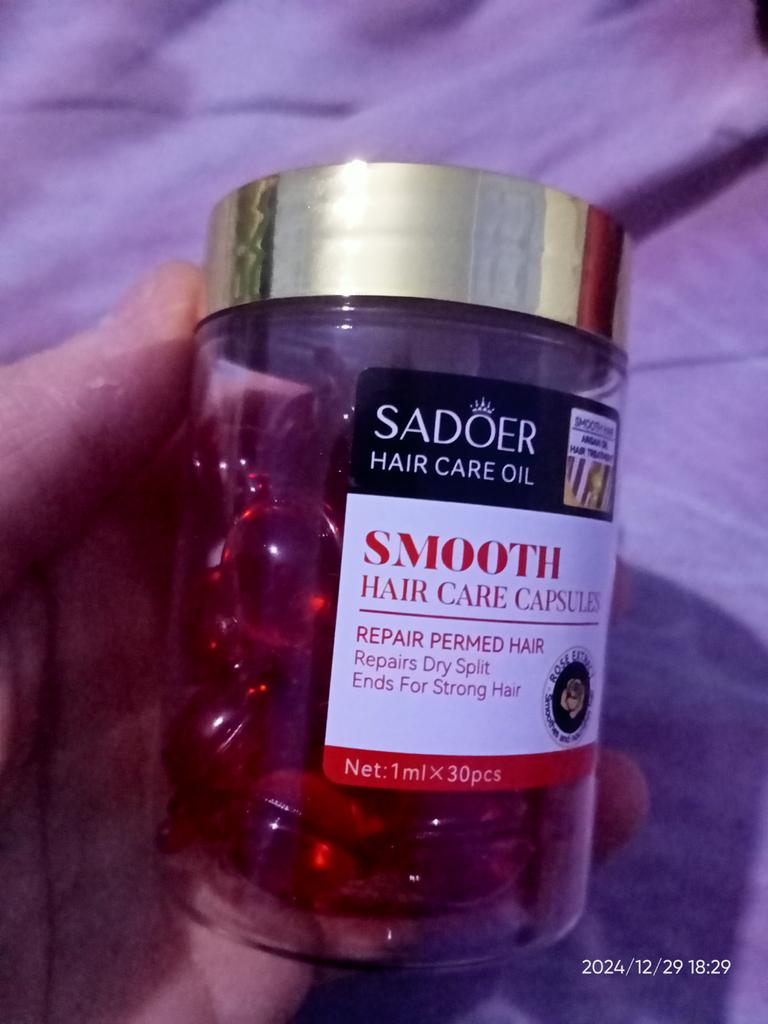 SADOER
HAIR CARE OIL
SMOOTH HAIR
ARGAN OIL
HAIR TREATMENT
SMOOTH
HAIR CARE CAPSULES
REPAIR PERMED HAIR
Repairs Dry Split
Ends For Strong Hair
ROSE EXTRACT
Net:1ml×30pcs
2024/12/29 18:29